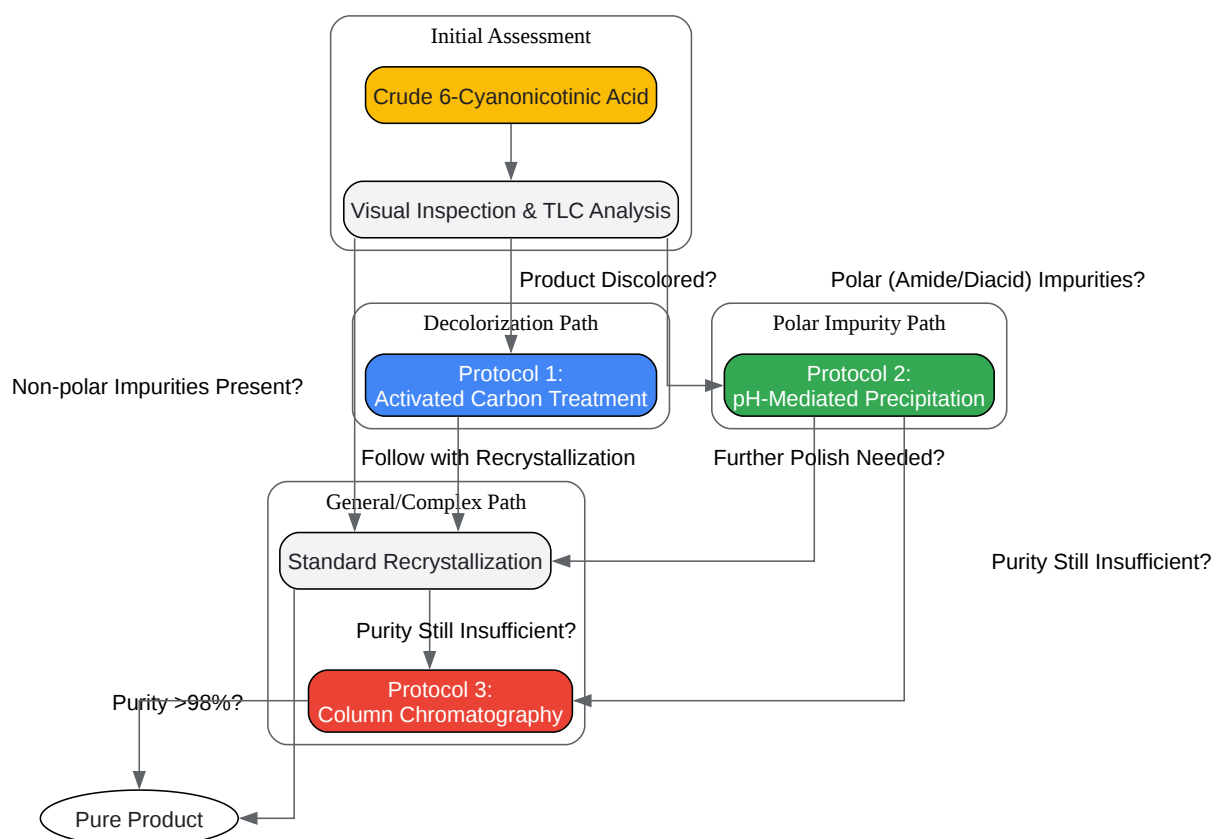 Initial Assessment
Crude 6-Cyanonicotinic Acid
Visual Inspection & TLC Analysis
Product Discolored?
Polar (Amide/Diacid) Impurities?
Decolorization Path
Polar Impurity Path
Non-polar Impurities Present?
Protocol 1:
Activated Carbon Treatment
Protocol 2:
pH-Mediated Precipitation
Follow with Recrystallization
Further Polish Needed?
General/Complex Path
Standard Recrystallization
Purity Still Insufficient?
Purity Still Insufficient?
Purity >98%?
Protocol 3:
Column Chromatography
Pure Product